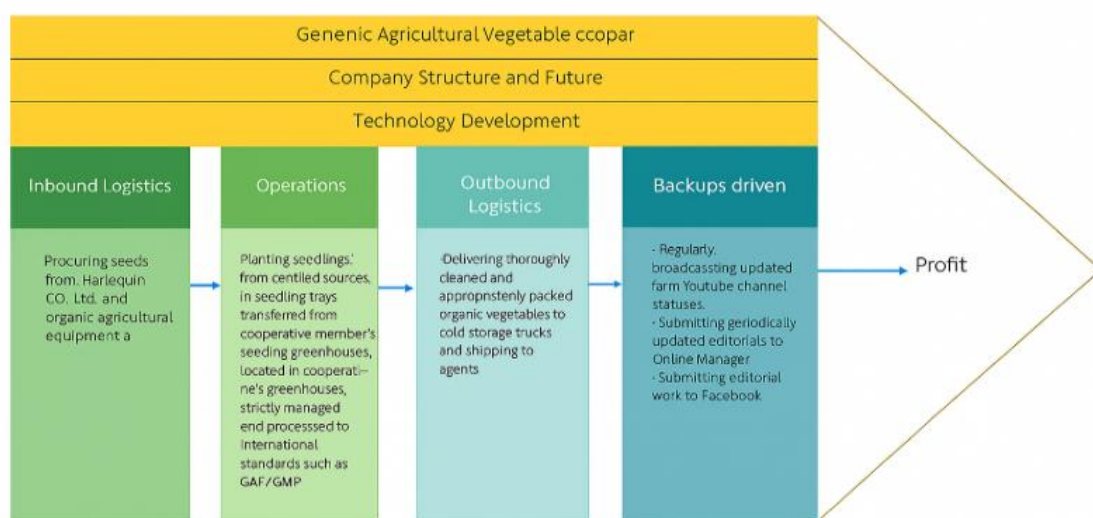 Genenic Agricultural Vegetable ccopar
Company Structure and Future
Technology Development
Inbound Logistics
Procuring seeds
from. Harlequin
CO. Ltd. and
organic agricultural
equipment a
Operations
Planting seedlings,'
from centiled sources,
in seedling trays
transferred from
cooperative member's
seeding greenhouses,
located in cooperati–
ne's greenhouses,
strictly managed
end processsed to
International
standards such as
GAF/GMP
Outbound
Logistics
·Delivering thoroughly
cleaned and
appropnstenly packed
organic vegetables to
cold storage trucks
and shipping to
agents
Backups driven
- Regularly,
broadcassting updated
farm Youtube channel
statuses.
- Submitting geriodically
updated editorials to
Online Manager
- Submitting editorial
work to Facebook
Profit